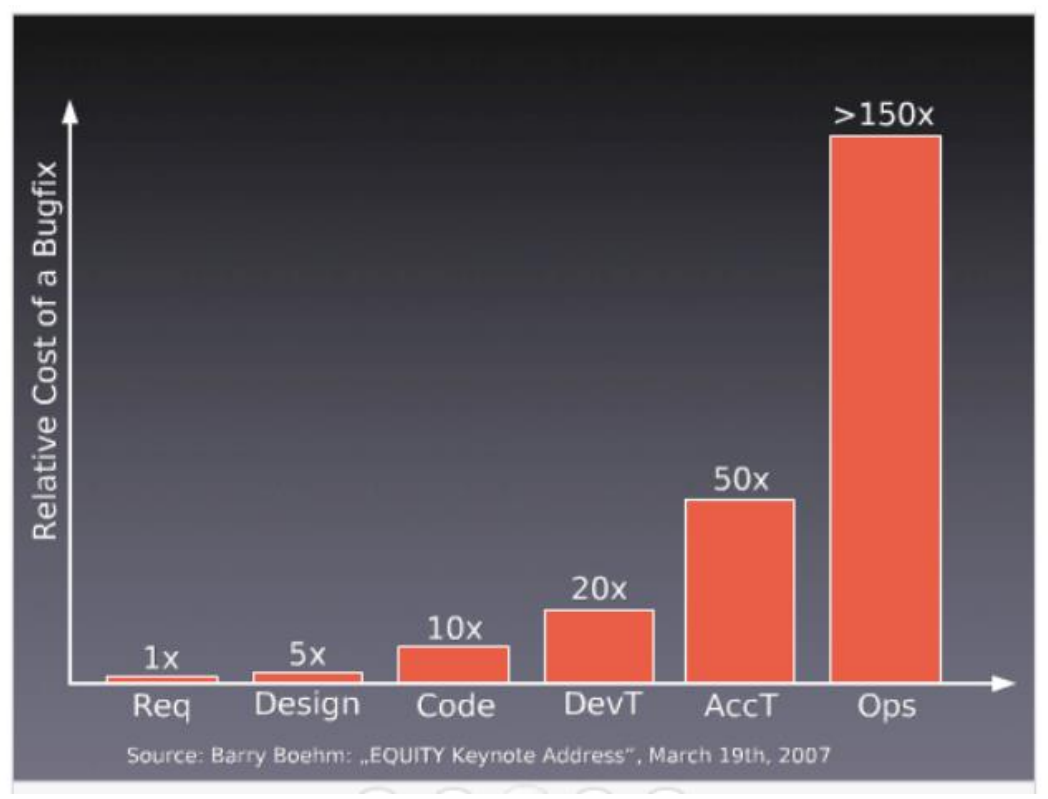 >150x
50x
20x
10x
5x
1x
Relative Cost of a Bugfix
Req Design Code DevT AccT Ops
Source: Barry Boehm: „EQUITY Keynote Address“, March 19th, 2007